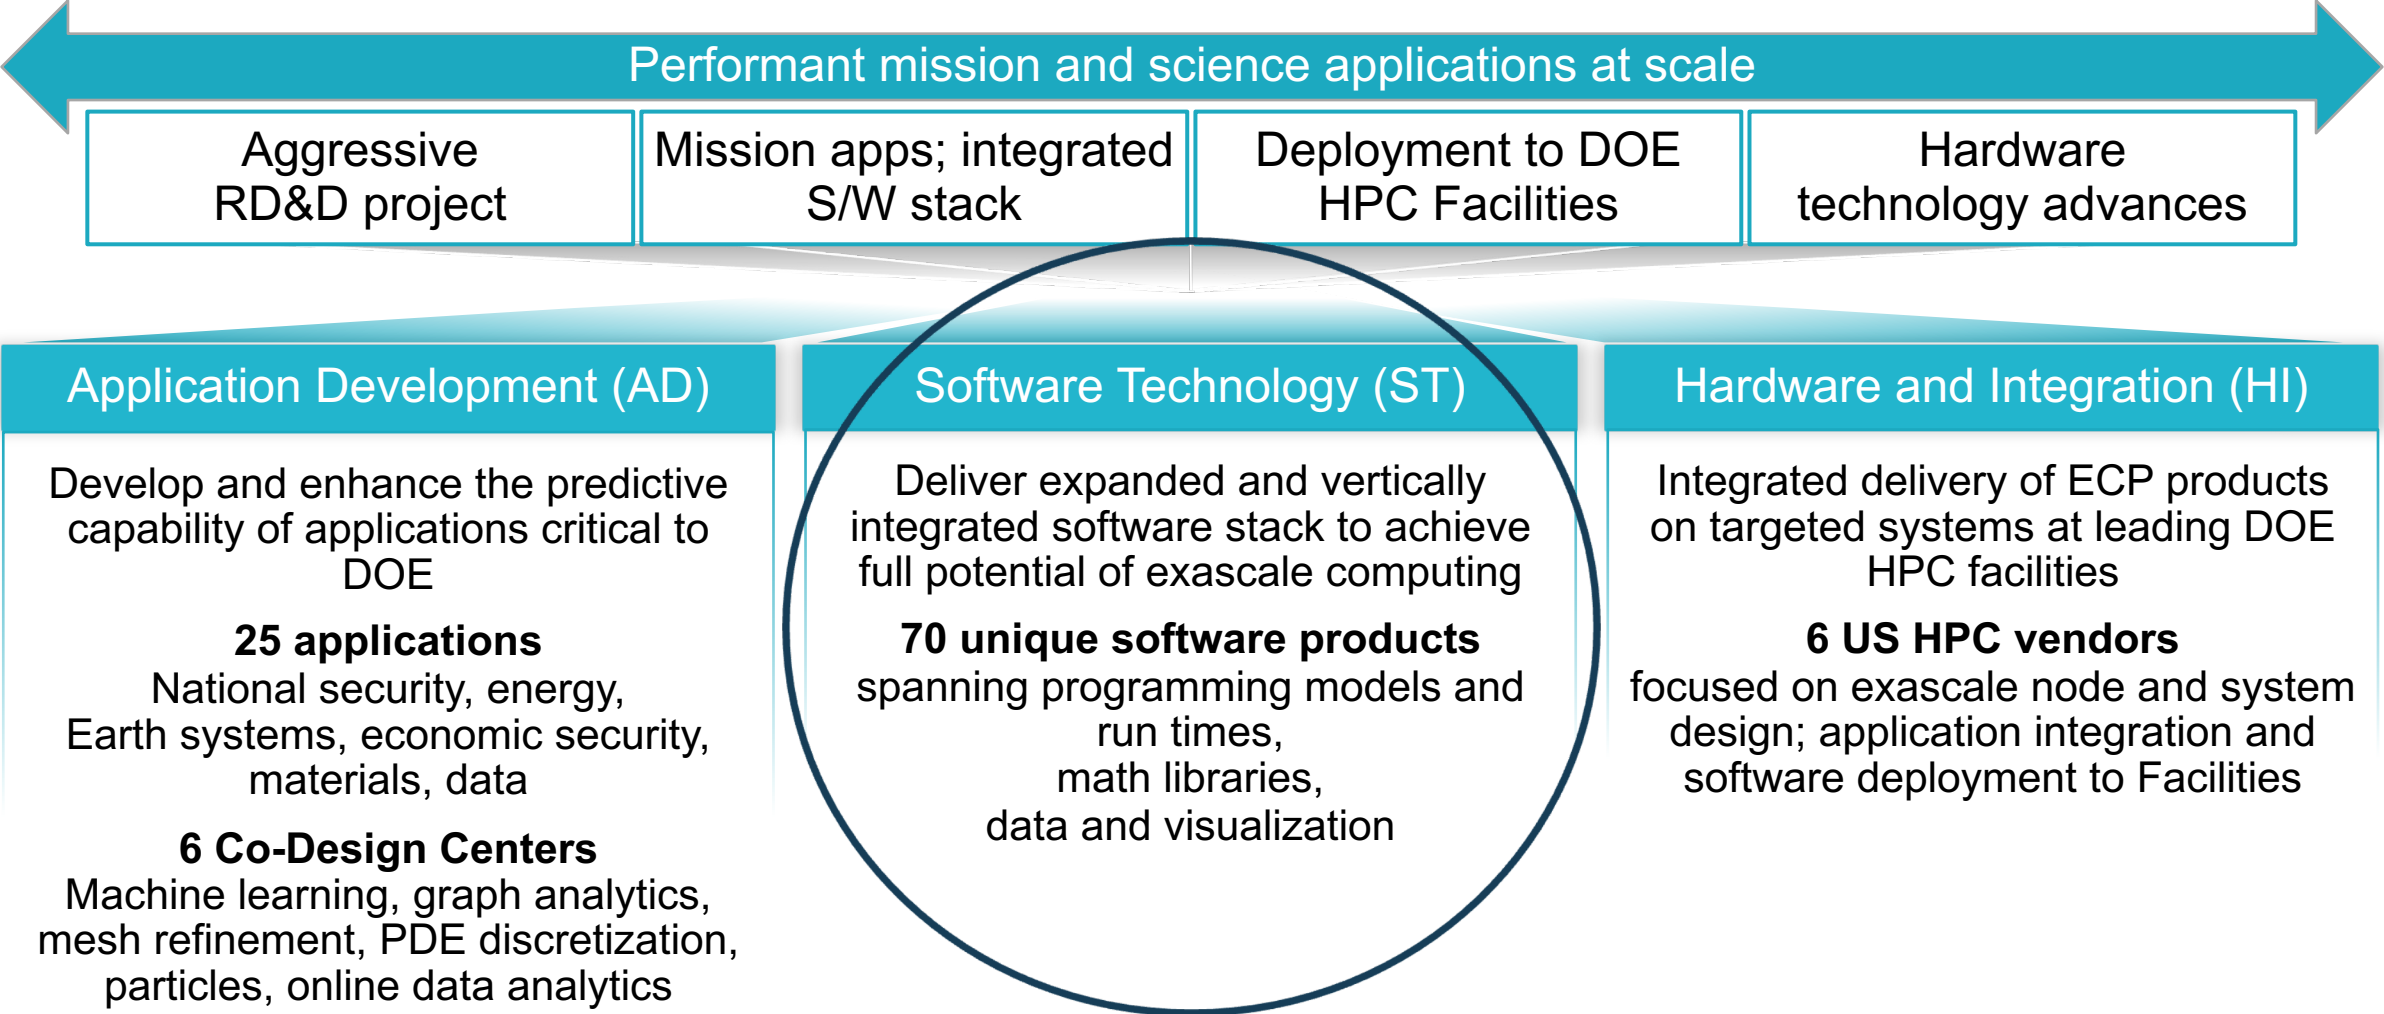 Performant mission and science applications at scale
Aggressive
RD&D project
Mission apps; integrated
S/W stack
Deployment to DOE
HPC Facilities
Hardware
technology advances
Application Development (AD)
Develop and enhance the predictive
capability of applications critical to
DOE
25 applications
National security, energy,
Earth systems, economic security,
materials, data
6 Co-Design Centers
Machine learning, graph analytics,
mesh refinement, PDE discretization,
particles, online data analytics
Software Technology (ST)
Deliver expanded and vertically
integrated software stack to achieve
full potential of exascale computing
70 unique software products
spanning programming models and
run times,
math libraries,
data and visualization
Hardware and Integration (HI)
Integrated delivery of ECP products
on targeted systems at leading DOE
HPC facilities
6 US HPC vendors
focused on exascale node and system
design; application integration and
software deployment to Facilities